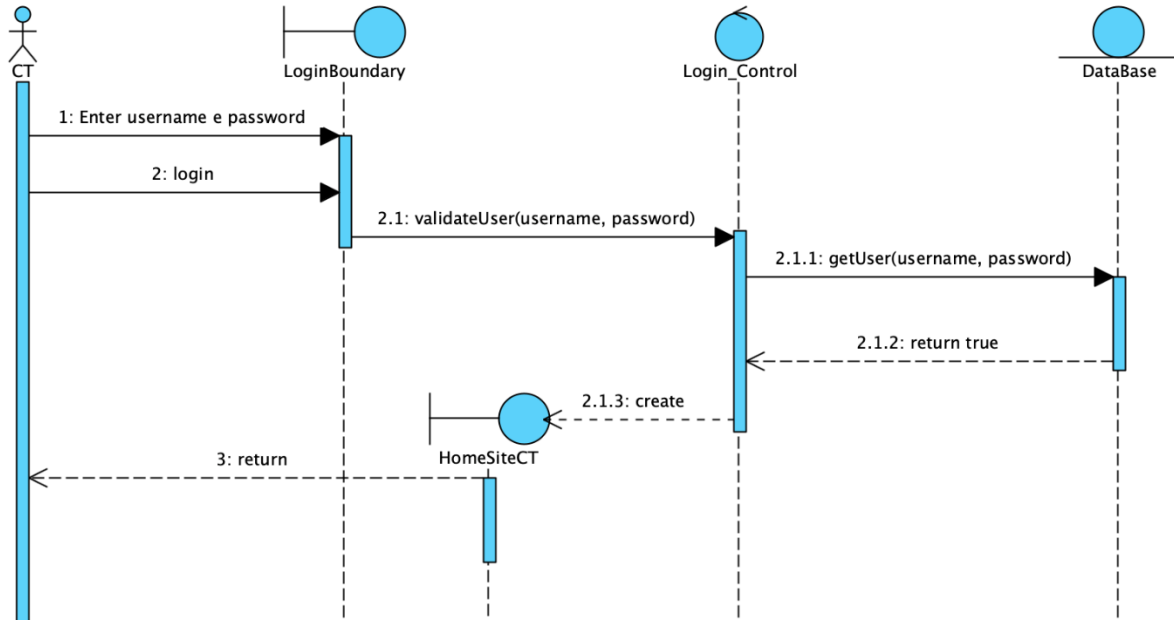 CT
LoginBoundary
Login_Control
DataBase
1: Enter username e password
2: login
2.1: validateUser(username, password)
2.1.1: getUser(username, password)
2.1.2: return true
2.1.3: create
HomeSiteCT
3: return